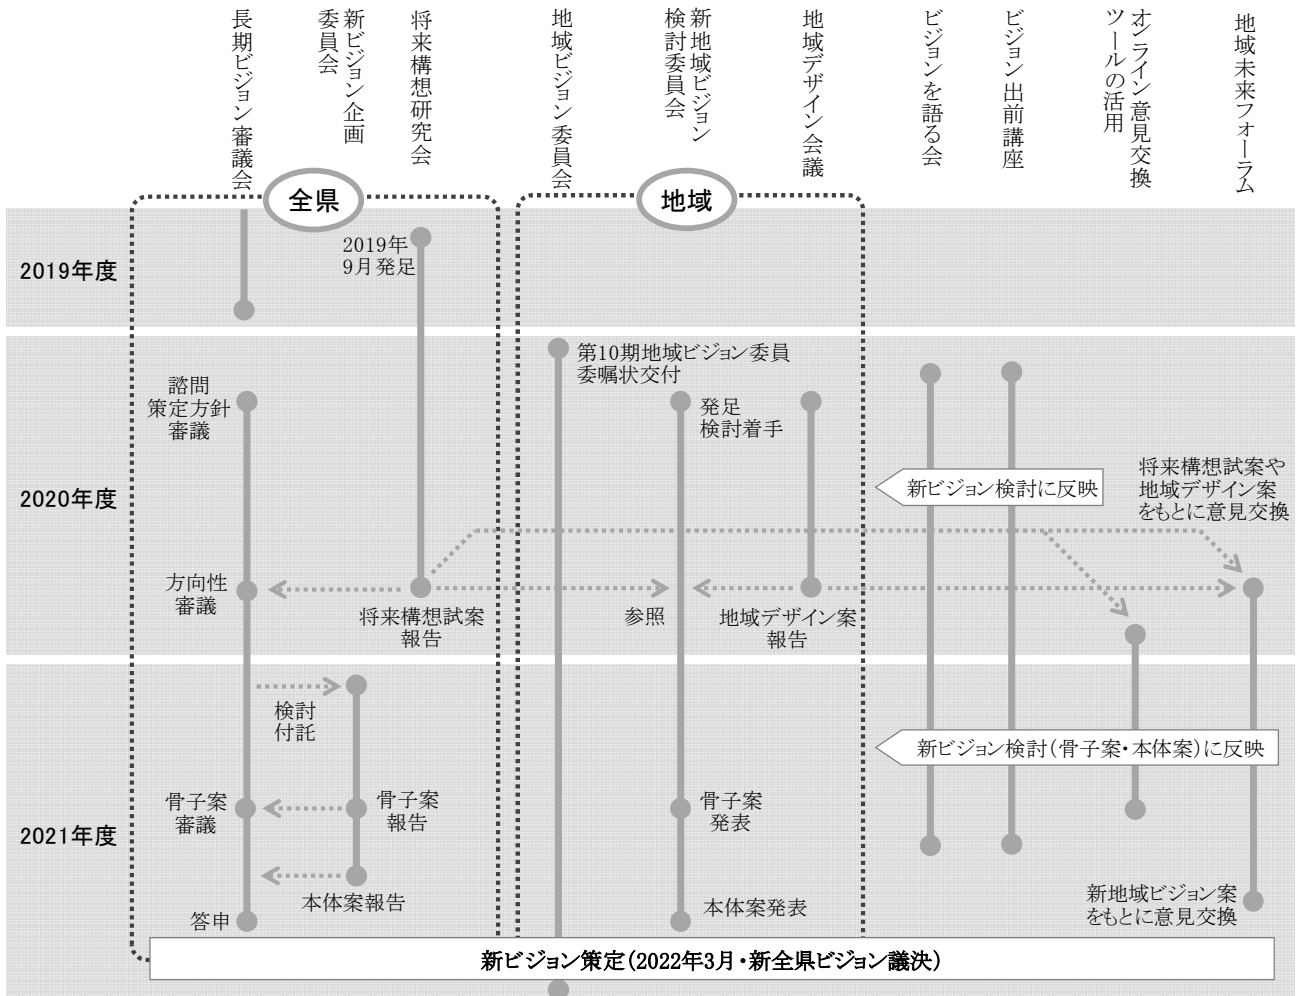 長期ビジョン審議会
新ビジョン企画
委員会
将来構想研究会
地域ビジョン委員会
新地域ビジョン
検討委員会
地域デザイン会議
ビジョンを語る会
ビジョン出前講座
オンライン意見交換
ツールの活用
地域未来フォーラム
全県
地域
2019年度
2019年
9月発足
2020年度
第10期地域ビジョン委員
委嘱状交付
諮問
策定方針
審議
発足
検討着手
新ビジョン検討に反映
将来構想試案や
地域デザイン案
をもとに意見交換
方向性
審議
将来構想試案
報告
参照
地域デザイン案
報告
2021年度
検討
付託
新ビジョン検討(骨子案・本体案)に反映
骨子案
審議
骨子案
報告
骨子案
発表
本体案報告
答申
本体案発表
新地域ビジョン案
をもとに意見交換
新ビジョン策定(2022年3月・新全県ビジョン議決)